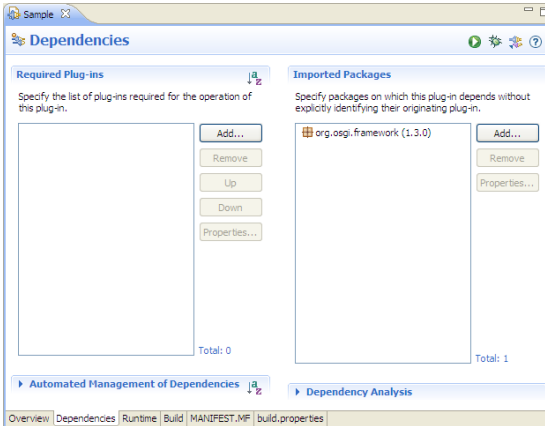 Sample
Dependencies
Required Plug-ins
a
z
Specify the list of plug-ins required for the operation of
this plug-in.
Add...
Remove
Up
Down
Properties...
Total: 0
Automated Management of Dependencies
a
z
Imported Packages
Specify packages on which this plug-in depends without
explicitly identifying their originating plug-in.
org.osgi.framework (1.3.0)
Add...
Remove
Properties...
Total: 1
Dependency Analysis
Overview Dependencies Runtime Build MANIFEST.MF build.properties